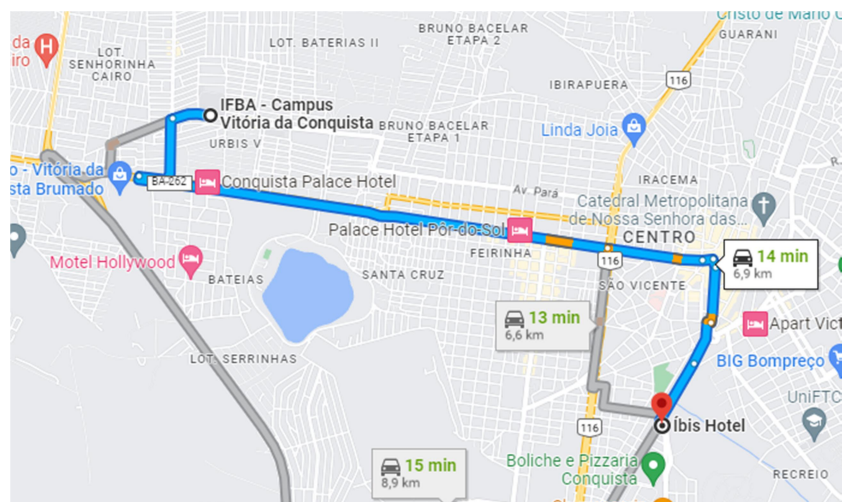 Cristo de Mário C
GUARANI
BRUNO BACELAR
ETAPA 2
da
iro
LOT.
SENHORINHA
CAIRO
LOT. BATERIAS II
116
IBIRAPUERA
IFBA - Campus
Vitória da Conquista
BRUNO BACELAR
ETAPA 1
Linda Joia
URBIS V
o - Vitória da
sta Brumado
BA-262
Conquista Palace Hotel
Av. Pará
IRACEMA
Catedral Metropolitana
de Nossa Senhora das...
Palace Hotel Pôr-do-Sol
CENTRO
FEIRINHA
116
14 min
6,9 km
Motel Hollywood
BATEIAS
SANTA CRUZ
SÃO VICENTE
13 min
6,6 km
Apart Vict
LOT. SERRINHAS
BIG Bompreço
UniFTC
116
Íbis Hotel
15 min
8,9 km
Boliche e Pizzaria
Conquista
RECREIO